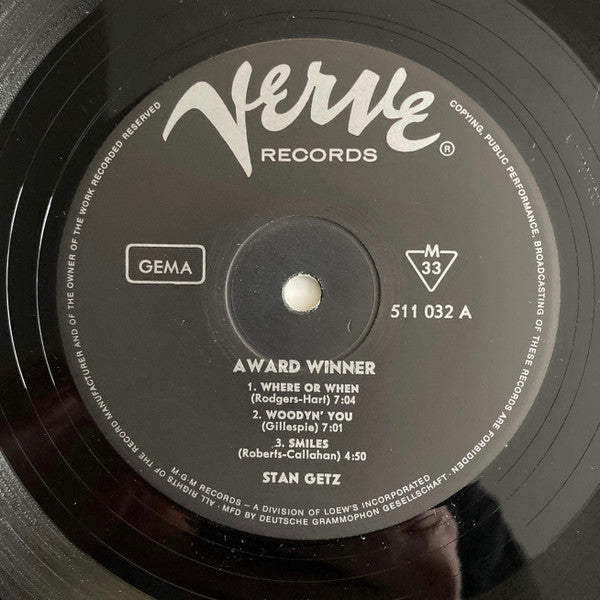 Verve
RECORDS ®
ALL RIGHTS OF THE RECORD MANUFACTURER AND OF THE OWNER OF THE WORK RECORDED RESERVED
COPYING, PUBLIC PERFORMANCE, BROADCASTING OF THESE RECORDS ARE FORBIDDEN
GEMA
M
33
511 032 A
AWARD WINNER
1. WHERE OR WHEN
(Rodgers-Hart) 7:04
2. WOODYN' YOU
(Gillespie) 7:01
3. SMILES
(Roberts-Callahan) 4:50
STAN GETZ
M·G·M RECORDS – A DIVISION OF LOEW'S INCORPORATED
· MFD BY DEUTSCHE GRAMMOPHON GESELLSCHAFT ·